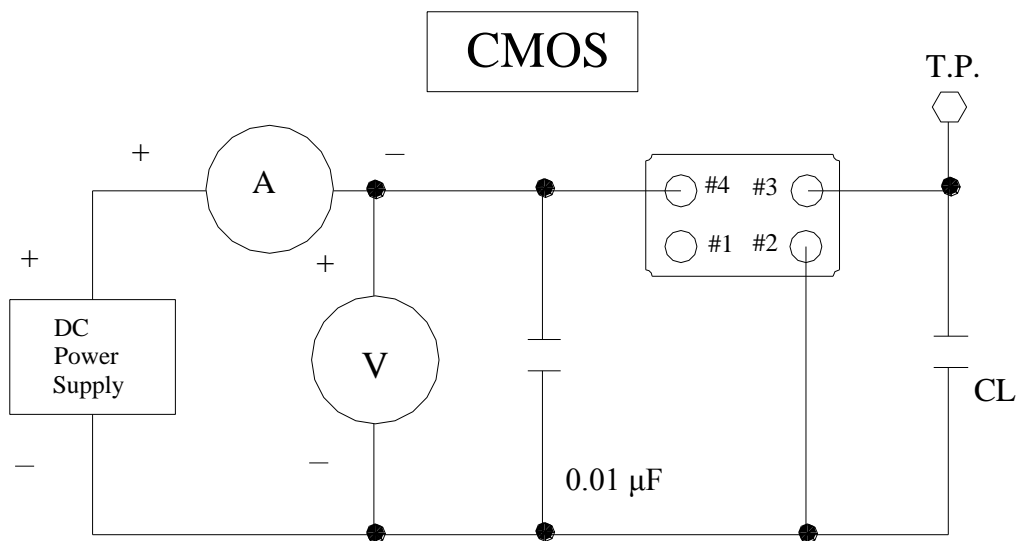 CMOS
T.P.
+
−
A
#4 #3
#1 #2
+
+
DC
Power
Supply
V
CL
−
−
0.01 μF